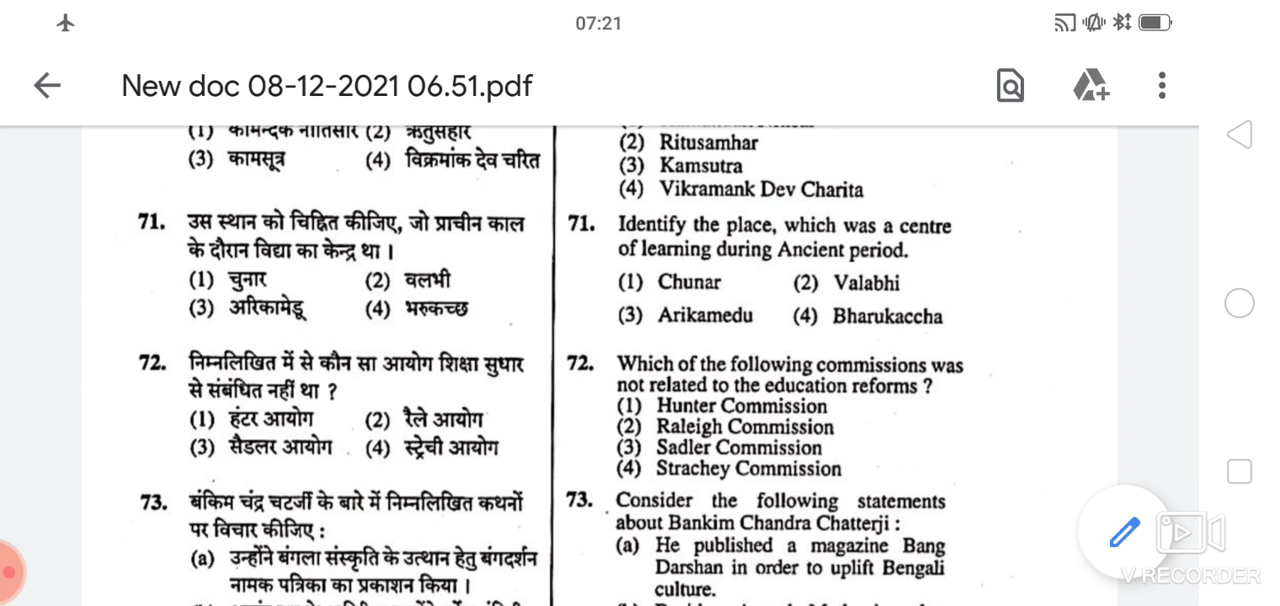 07:21
New doc 08-12-2021 06.51.pdf
(1) कामन्दक नीतिसार (2) ऋतुसंहार
(3) कामसूत्र (4) विक्रमांक देव चरित
71. उस स्थान को चिह्नित कीजिए, जो प्राचीन काल
के दौरान विद्या का केन्द्र था ।
(1) चुनार (2) वलभी
(3) अरिकामेडू (4) भरुकच्छ
72. निम्नलिखित में से कौन सा आयोग शिक्षा सुधार
से संबंधित नहीं था ?
(1) हंटर आयोग (2) रैले आयोग
(3) सैडलर आयोग (4) स्ट्रेची आयोग
73. बंकिम चंद्र चटर्जी के बारे में निम्नलिखित कथनों
पर विचार कीजिए :
(a) उन्होंने बंगला संस्कृति के उत्थान हेतु बंगदर्शन
नामक पत्रिका का प्रकाशन किया ।
(2) Ritusamhar
(3) Kamsutra
(4) Vikramank Dev Charita
71. Identify the place, which was a centre
of learning during Ancient period.
(1) Chunar (2) Valabhi
(3) Arikamedu (4) Bharukaccha
72. Which of the following commissions was
not related to the education reforms ?
(1) Hunter Commission
(2) Raleigh Commission
(3) Sadler Commission
(4) Strachey Commission
73. Consider the following statements
about Bankim Chandra Chatterji :
(a) He published a magazine Bang
Darshan in order to uplift Bengali
culture.
V RECORDER